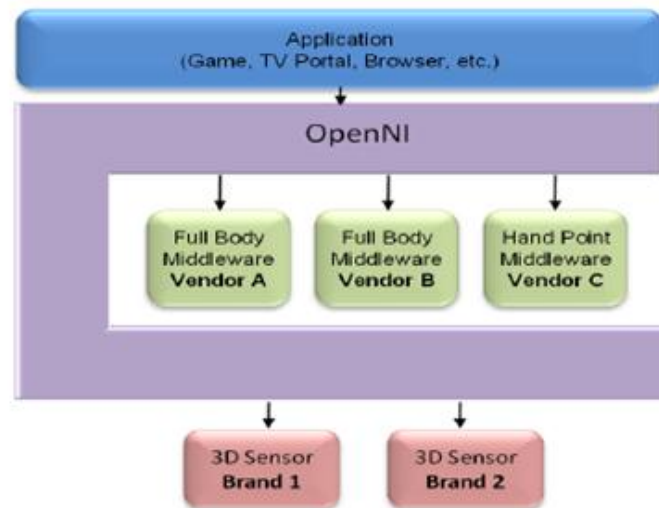 Application
(Game, TV Portal, Browser, etc.)
OpenNI
Full Body
Middleware
Vendor A
Full Body
Middleware
Vendor B
Hand Point
Middleware
Vendor C
3D Sensor
Brand 1
3D Sensor
Brand 2